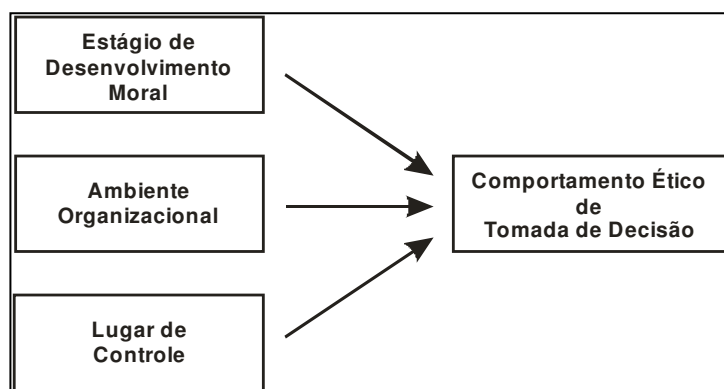 Estágio de
Desenvolvimento
Moral
Ambiente
Organizacional
Lugar de
Controle
Comportamento Ético
de
Tomada de Decisão